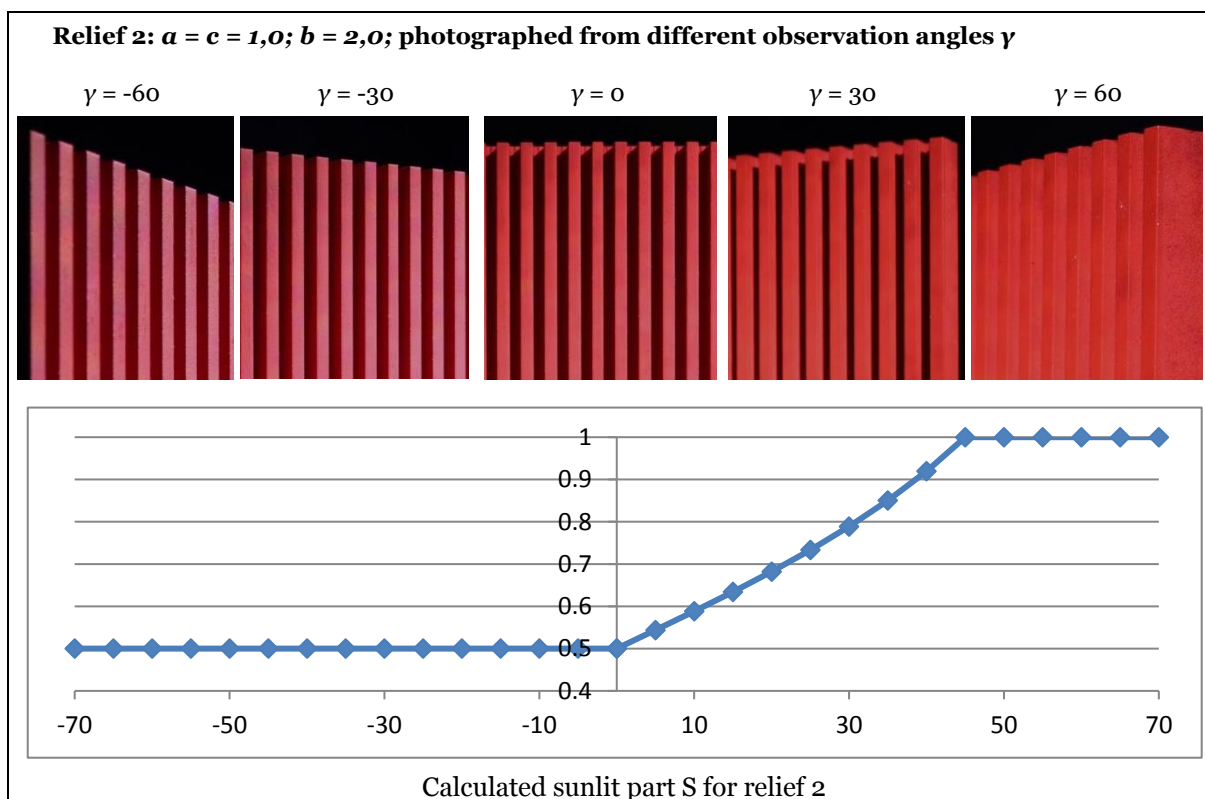 Relief 2: a = c = 1,0; b = 2,0; photographed from different observation angles γ
γ = -60 γ = -30 γ = 0 γ = 30 γ = 60
1
0.9
0.8
0.7
0.6
0.5
0.4
-70 -50 -30 -10 10 30 50 70
Calculated sunlit part S for relief 2